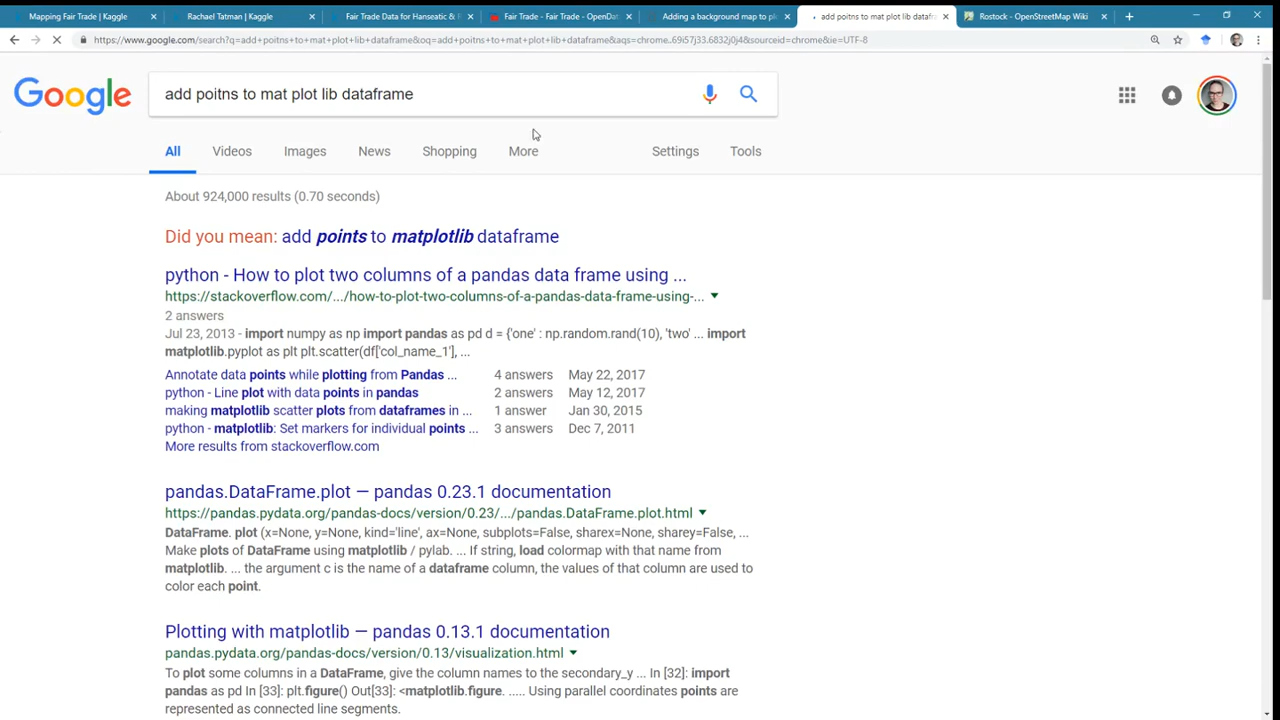 Mapping Fair Trade | Kaggle
Rachael Tatman | Kaggle
Fair Trade Data for Hanseatic &
Fair Trade - Fair Trade - OpenDat
Adding a background map to pl
add poitns to mat plot lib datafra
Rostock - OpenStreetMap Wiki
https://www.google.com/search?q=add+poitns+to+mat+plot+lib+dataframe&oq=add+poitns+to+mat+plot+lib+dataframe&aqs=chrome..69i57j33.6832j0j4&sourceid=chrome&ie=UTF-8
Google
add poitns to mat plot lib dataframe
All Videos Images News Shopping More Settings Tools
About 924,000 results (0.70 seconds)
Did you mean: add points to matplotlib dataframe
python - How to plot two columns of a pandas data frame using ...
https://stackoverflow.com/.../how-to-plot-two-columns-of-a-pandas-data-frame-using-...
2 answers
Jul 23, 2013 - import numpy as np import pandas as pd d = {'one' : np.random.rand(10), 'two' ... import
matplotlib.pyplot as plt plt.scatter(df['col_name_1'], ...
Annotate data points while plotting from Pandas ... 4 answers May 22, 2017
python - Line plot with data points in pandas 2 answers May 12, 2017
making matplotlib scatter plots from dataframes in ... 1 answer Jan 30, 2015
python - matplotlib: Set markers for individual points ... 3 answers Dec 7, 2011
More results from stackoverflow.com
pandas.DataFrame.plot — pandas 0.23.1 documentation
https://pandas.pydata.org/pandas-docs/version/0.23/.../pandas.DataFrame.plot.html
DataFrame. plot (x=None, y=None, kind='line', ax=None, subplots=False, sharex=None, sharey=False, ...
Make plots of DataFrame using matplotlib / pylab. ... If string, load colormap with that name from
matplotlib. ... the argument c is the name of a dataframe column, the values of that column are used to
color each point.
Plotting with matplotlib — pandas 0.13.1 documentation
pandas.pydata.org/pandas-docs/version/0.13/visualization.html
To plot some columns in a DataFrame, give the column names to the secondary_y ... In [32]: import
pandas as pd In [33]: plt.figure() Out[33]: <matplotlib.figure. ..... Using parallel coordinates points are
represented as connected line segments.